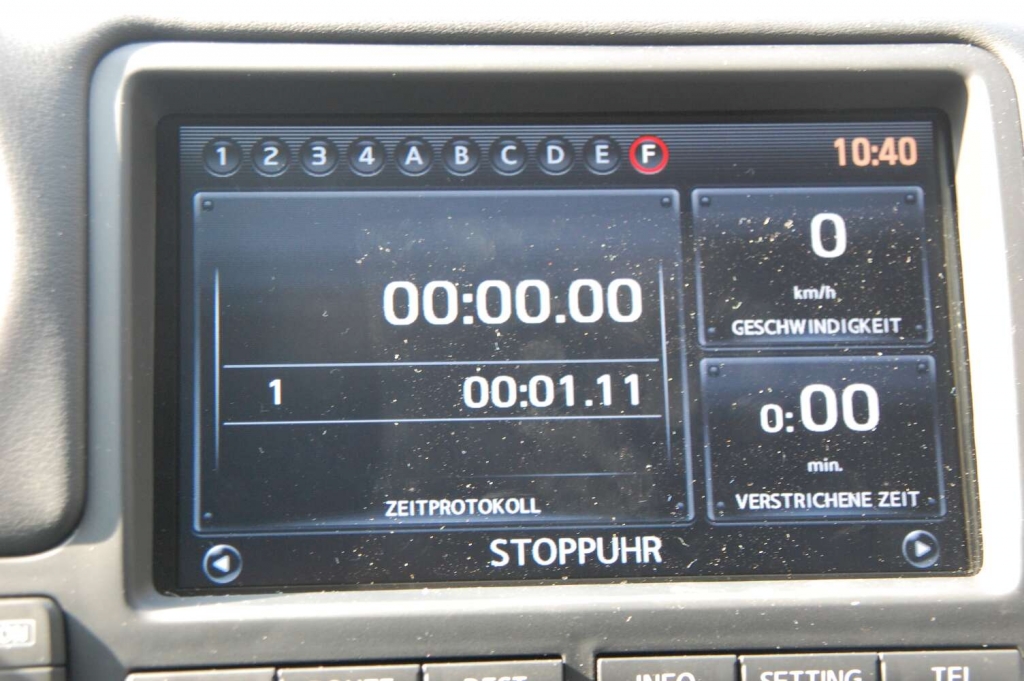 1 2 3 4 A B C D E F 10:40
00:00.00
1 00:01.11
ZEITPROTOKOLL
0
km/h
GESCHWINDIGKEIT
0:00
min.
VERSTRICHENE ZEIT
STOPPUHR
INFO SETTING TEL